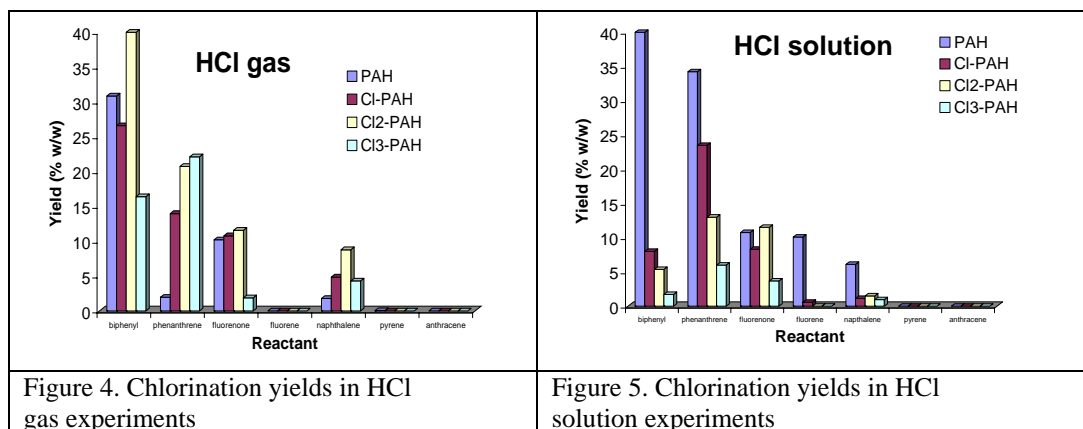 HCl gas
Yield (% w/w)
40
35
30
25
20
15
10
5
0
PAH
Cl-PAH
Cl2-PAH
Cl3-PAH
biphenyl phenanthrene fluorenone fluorene naphthalene pyrene anthracene
Reactant
HCl solution
Yield (% w/w)
40
35
30
25
20
15
10
5
0
PAH
Cl-PAH
Cl2-PAH
Cl3-PAH
biphenyl phenanthrene fluorenone fluorene napthalene pyrene anthracene
Reactant
Figure 4. Chlorination yields in HCl
gas experiments
Figure 5. Chlorination yields in HCl
solution experiments